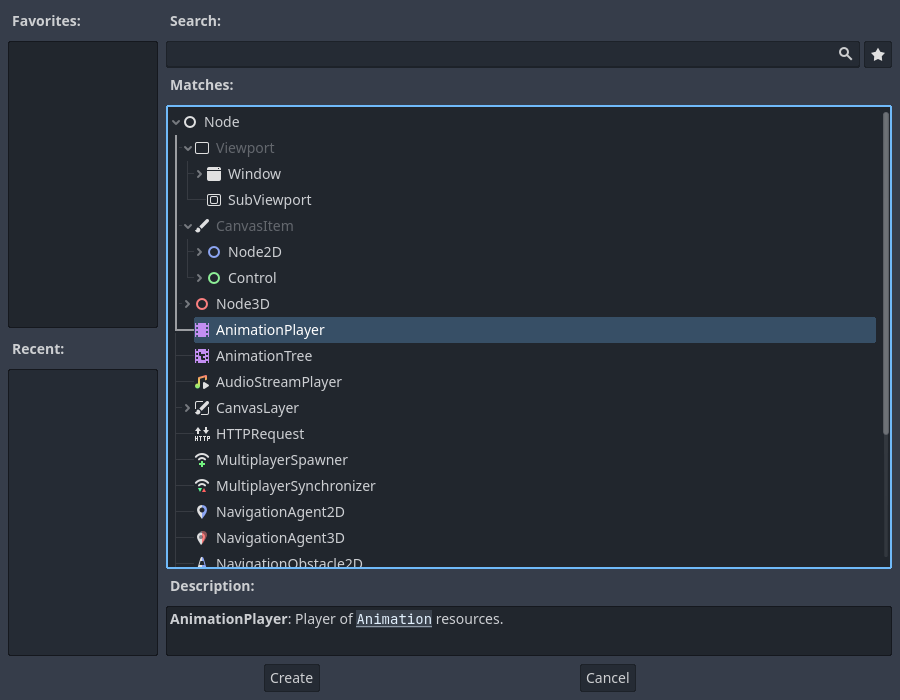 Favorites:
Search:
Matches:
Node
Viewport
Window
SubViewport
CanvasItem
Node2D
Control
Node3D
AnimationPlayer
AnimationTree
AudioStreamPlayer
CanvasLayer
HTTP
HTTPRequest
MultiplayerSpawner
MultiplayerSynchronizer
NavigationAgent2D
NavigationAgent3D
NavigationObstacle2D
Recent:
Description:
AnimationPlayer: Player of Animation resources.
Create
Cancel